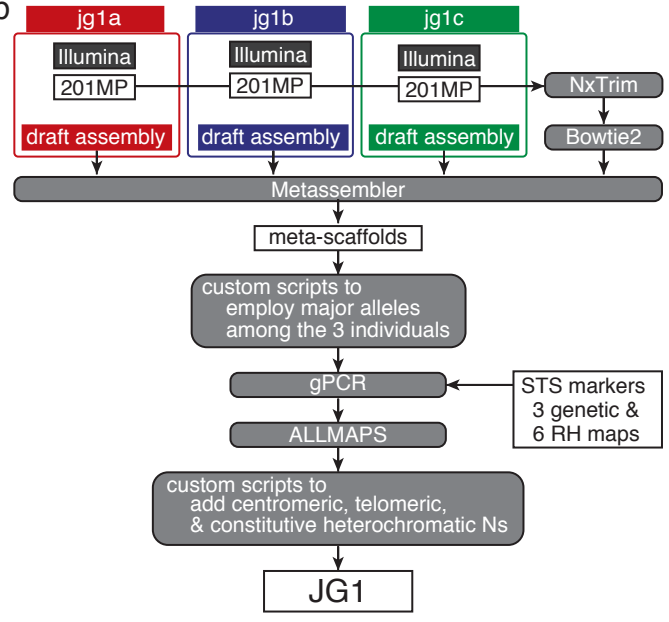 b
jg1a
jg1b
jg1c
Illumina
Illumina
Illumina
201MP
201MP
201MP
NxTrim
draft assembly
draft assembly
draft assembly
Bowtie2
Metassembler
meta-scaffolds
custom scripts to
employ major alleles
among the 3 individuals
gPCR
STS markers
3 genetic &
6 RH maps
ALLMAPS
custom scripts to
add centromeric, telomeric,
& constitutive heterochromatic Ns
JG1